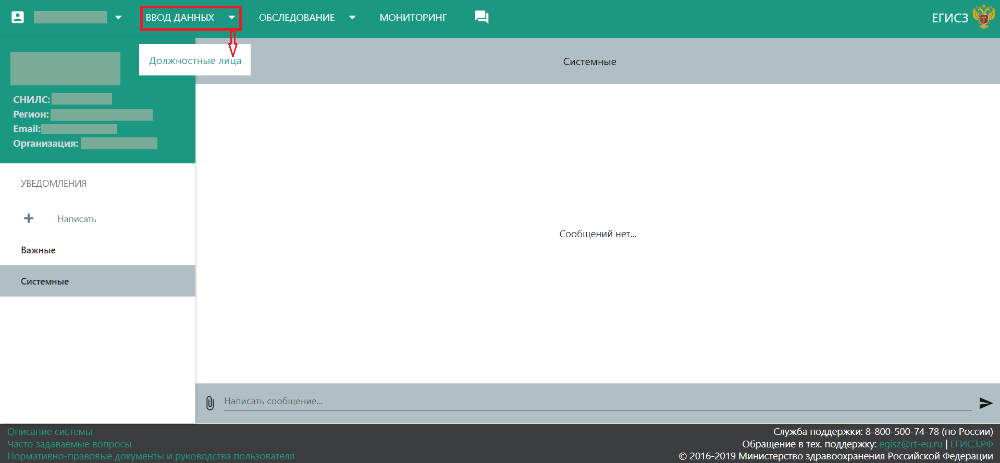 ВВОД ДАННЫХ
ОБСЛЕДОВАНИЕ
МОНИТОРИНГ
ЕГИСЗ
Должностные лица
Системные
СНИЛС:
Регион:
Email:
Организация:
УВЕДОМЛЕНИЯ
Написать
Важные
Системные
Сообщений нет...
Написать сообщение...
Описание системы
Часто задаваемые вопросы
Нормативно-правовые документы и руководства пользователя
Служба поддержки: 8-800-500-74-78 (по России)
Обращение в тех. поддержку: egisz@rt-eu.ru | ЕГИСЗ.РФ
© 2016-2019 Министерство здравоохранения Российской Федерации